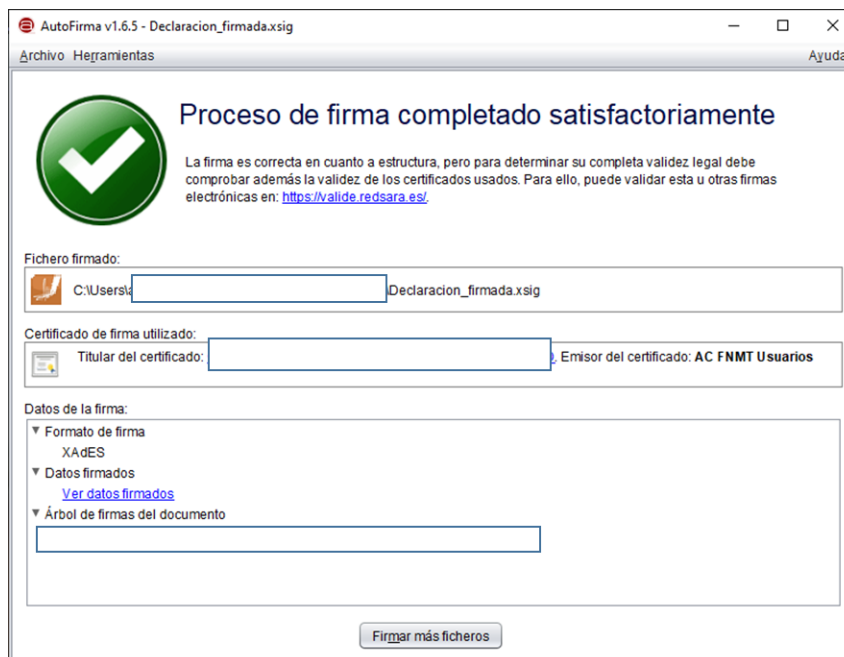 AutoFirma v1.6.5 - Declaracion_firmada.xsig
Archivo Herramientas Ayuda
Proceso de firma completado satisfactoriamente
La firma es correcta en cuanto a estructura, pero para determinar su completa validez legal debe
comprobar además la validez de los certificados usados. Para ello, puede validar esta u otras firmas
electrónicas en: https://valide.redsara.es/.
Fichero firmado:
C:\Users\a \Declaracion_firmada.xsig
Certificado de firma utilizado:
Titular del certificado: . Emisor del certificado: AC FNMT Usuarios
Datos de la firma:
Formato de firma
XAdES
Datos firmados
Ver datos firmados
Árbol de firmas del documento
Firmar más ficheros